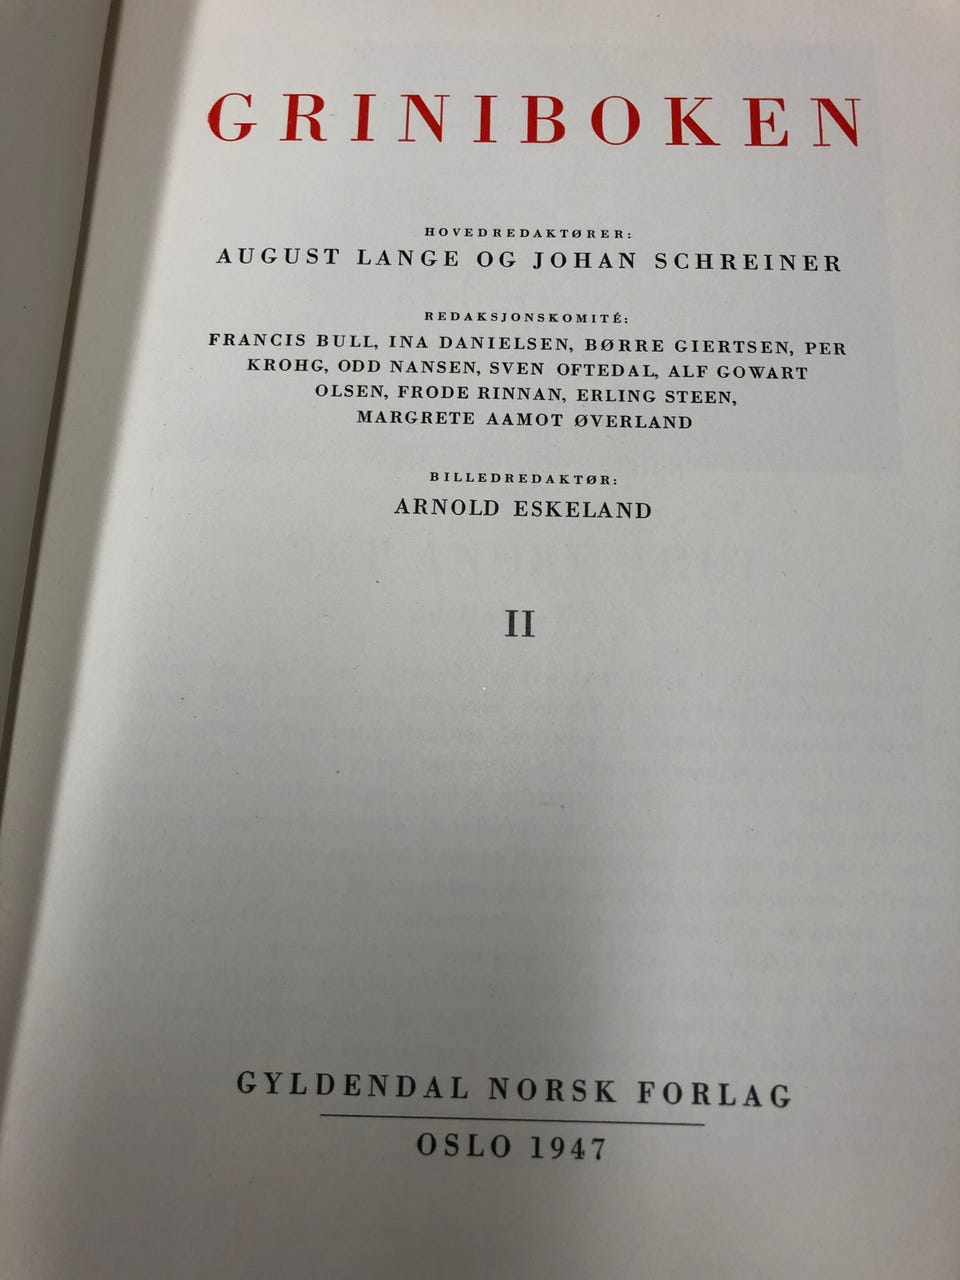 GRINIBOKEN
HOVEDREDAKTØRER:
AUGUST LANGE OG JOHAN SCHREINER
REDAKSJONSKOMITÉ:
FRANCIS BULL, INA DANIELSEN, BØRRE GIERTSEN, PER
KROHG, ODD NANSEN, SVEN OFTEDAL, ALF GOWART
OLSEN, FRODE RINNAN, ERLING STEEN,
MARGRETE AAMOT ØVERLAND
BILLEDREDAKTØR:
ARNOLD ESKELAND
II
GYLDENDAL NORSK FORLAG
OSLO 1947